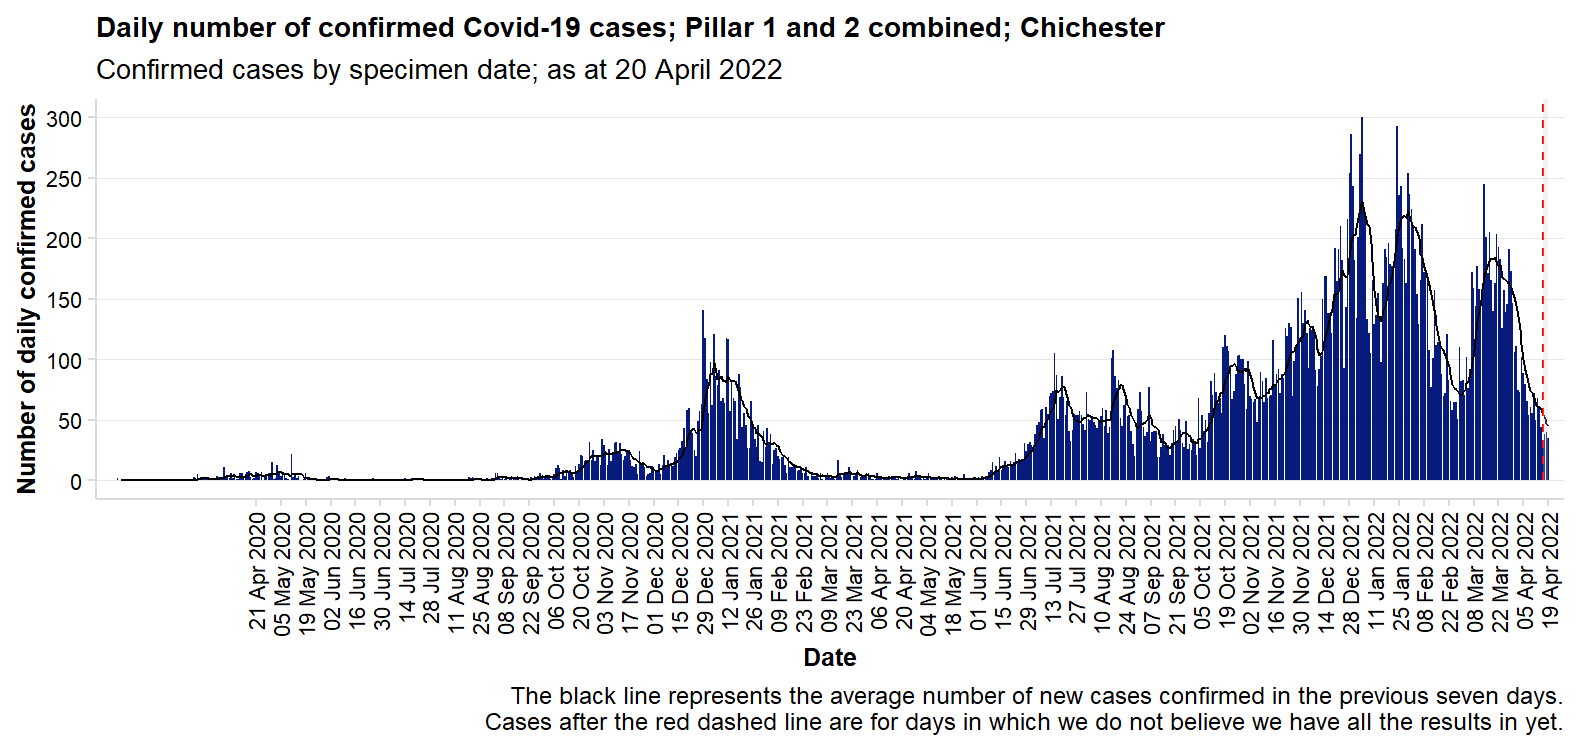 Daily number of confirmed Covid-19 cases; Pillar 1 and 2 combined; Chichester
Confirmed cases by specimen date; as at 20 April 2022
Number of daily confirmed cases
300
250
200
150
100
50
0
21 Apr 2020
05 May 2020
19 May 2020
02 Jun 2020
16 Jun 2020
30 Jun 2020
14 Jul 2020
28 Jul 2020
11 Aug 2020
25 Aug 2020
08 Sep 2020
22 Sep 2020
06 Oct 2020
20 Oct 2020
03 Nov 2020
17 Nov 2020
01 Dec 2020
15 Dec 2020
29 Dec 2020
12 Jan 2021
26 Jan 2021
09 Feb 2021
23 Feb 2021
09 Mar 2021
23 Mar 2021
06 Apr 2021
20 Apr 2021
04 May 2021
18 May 2021
01 Jun 2021
15 Jun 2021
29 Jun 2021
13 Jul 2021
27 Jul 2021
10 Aug 2021
24 Aug 2021
07 Sep 2021
21 Sep 2021
05 Oct 2021
19 Oct 2021
02 Nov 2021
16 Nov 2021
30 Nov 2021
14 Dec 2021
28 Dec 2021
11 Jan 2022
25 Jan 2022
08 Feb 2022
22 Feb 2022
08 Mar 2022
22 Mar 2022
05 Apr 2022
19 Apr 2022
Date
The black line represents the average number of new cases confirmed in the previous seven days.
Cases after the red dashed line are for days in which we do not believe we have all the results in yet.